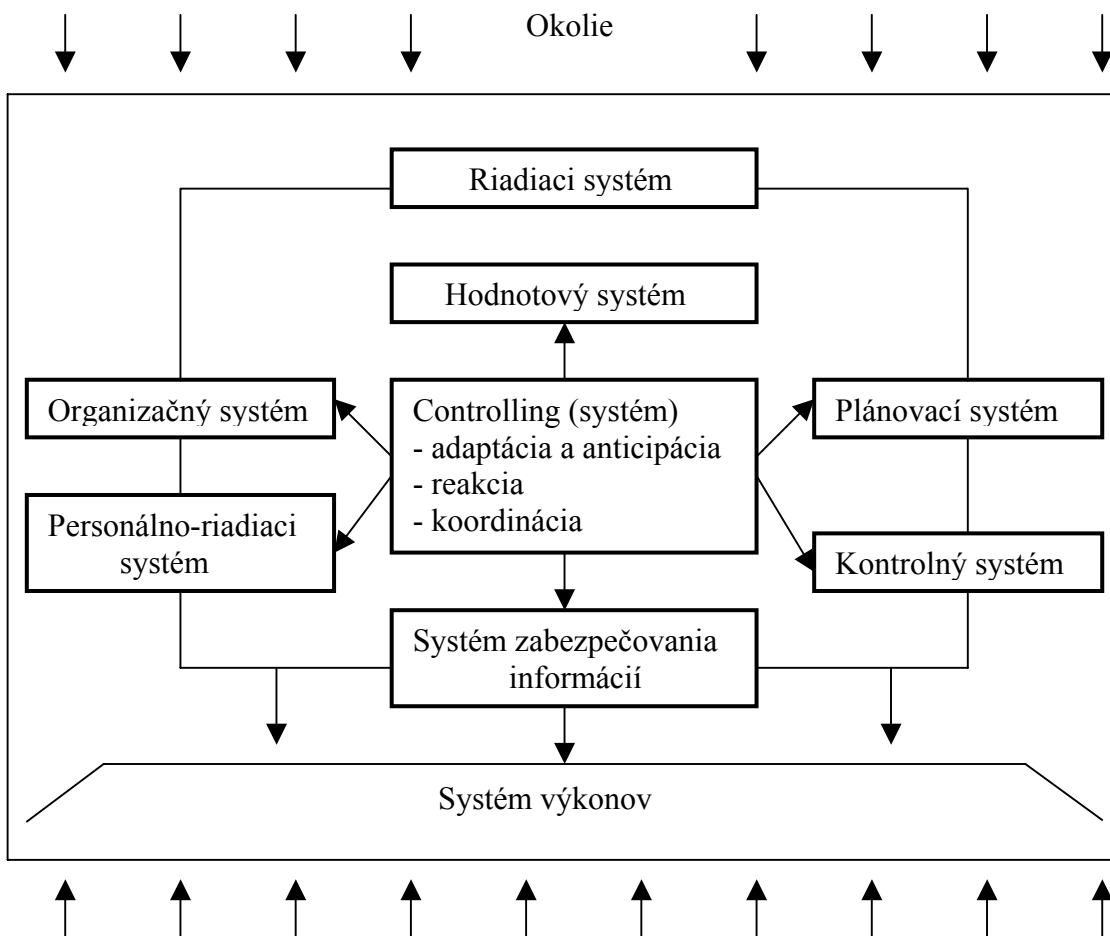 Okolie
Riadiaci systém
Hodnotový systém
Organizačný systém
Controlling (systém)
- adaptácia a anticipácia
- reakcia
- koordinácia
Plánovací systém
Personálno-riadiaci
systém
Kontrolný systém
Systém zabezpečovania
informácií
Systém výkonov